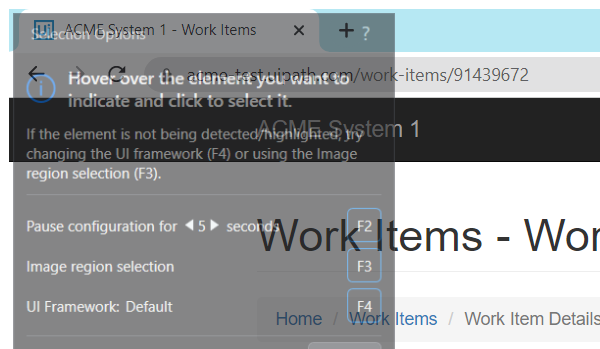 Ui ACME System 1 - Work Items × + ?
Selection Options
acme-test.uipath.com/work-items/91439672
Hover over the element you want to
indicate and click to select it.
ACME System 1
If the element is not being detected/highlighted, try
changing the UI framework (F4) or using the Image
region selection (F3).
Pause configuration for 5 seconds F2
Work Items - Wor
Image region selection F3
UI Framework: Default F4
Home / Work Items / Work Item Details